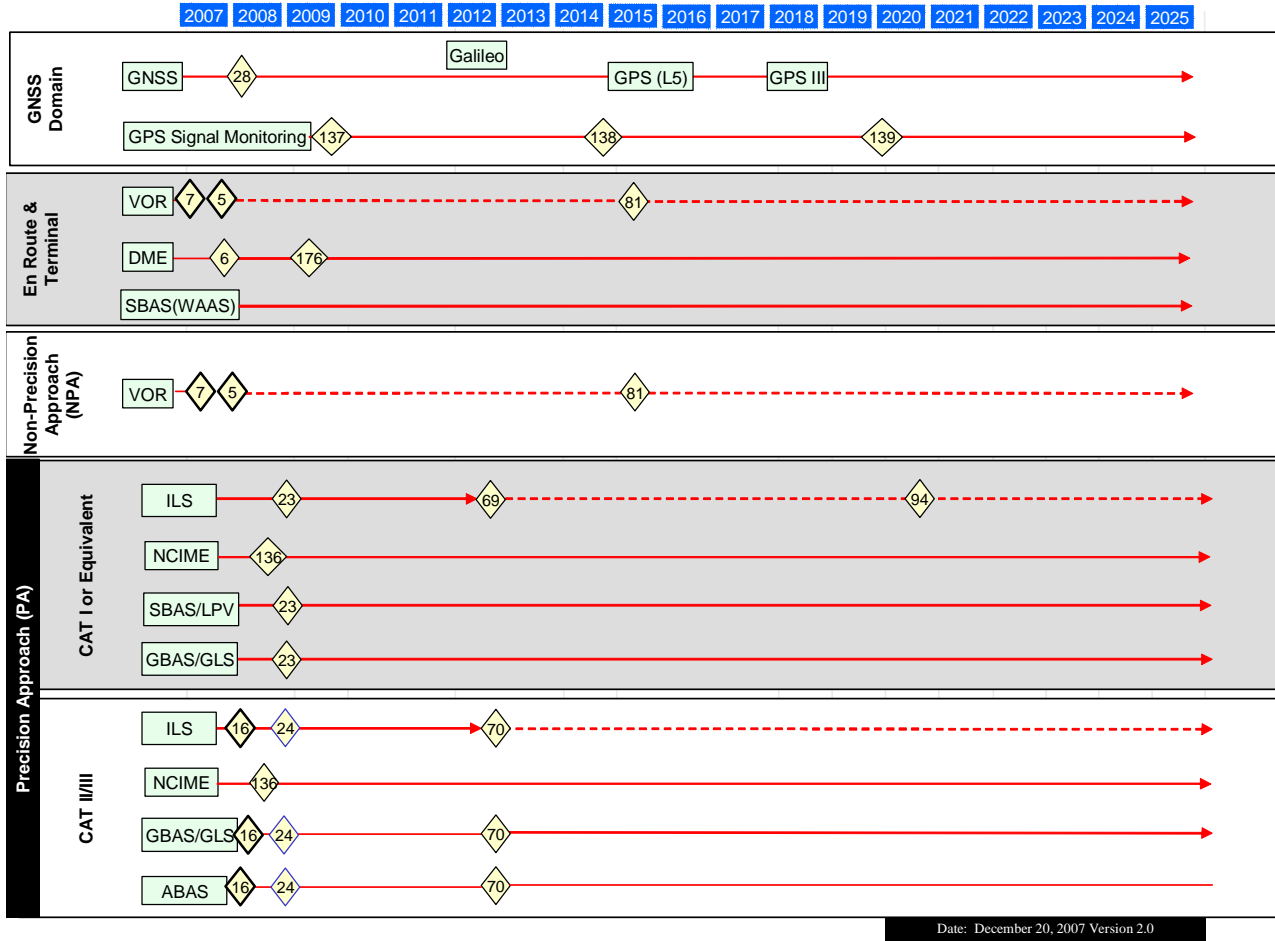 2007 2008 2009 2010 2011 2012 2013 2014 2015 2016 2017 2018 2019 2020 2021 2022 2023 2024 2025
GNSS
Domain
Galileo
GNSS 28 GPS (L5) GPS III
GPS Signal Monitoring 137 138 139
En Route &
Terminal
VOR 7 5 81
DME 6 176
SBAS(WAAS)
Non-Precision
Approach
(NPA)
VOR 7 5 81
Precision Approach (PA)
CAT I or Equivalent
ILS 23 69 94
NCIME 136
SBAS/LPV 23
GBAS/GLS 23
CAT II/III
ILS 16 24 70
NCIME 136
GBAS/GLS 16 24 70
ABAS 16 24 70
Date: December 20, 2007 Version 2.0